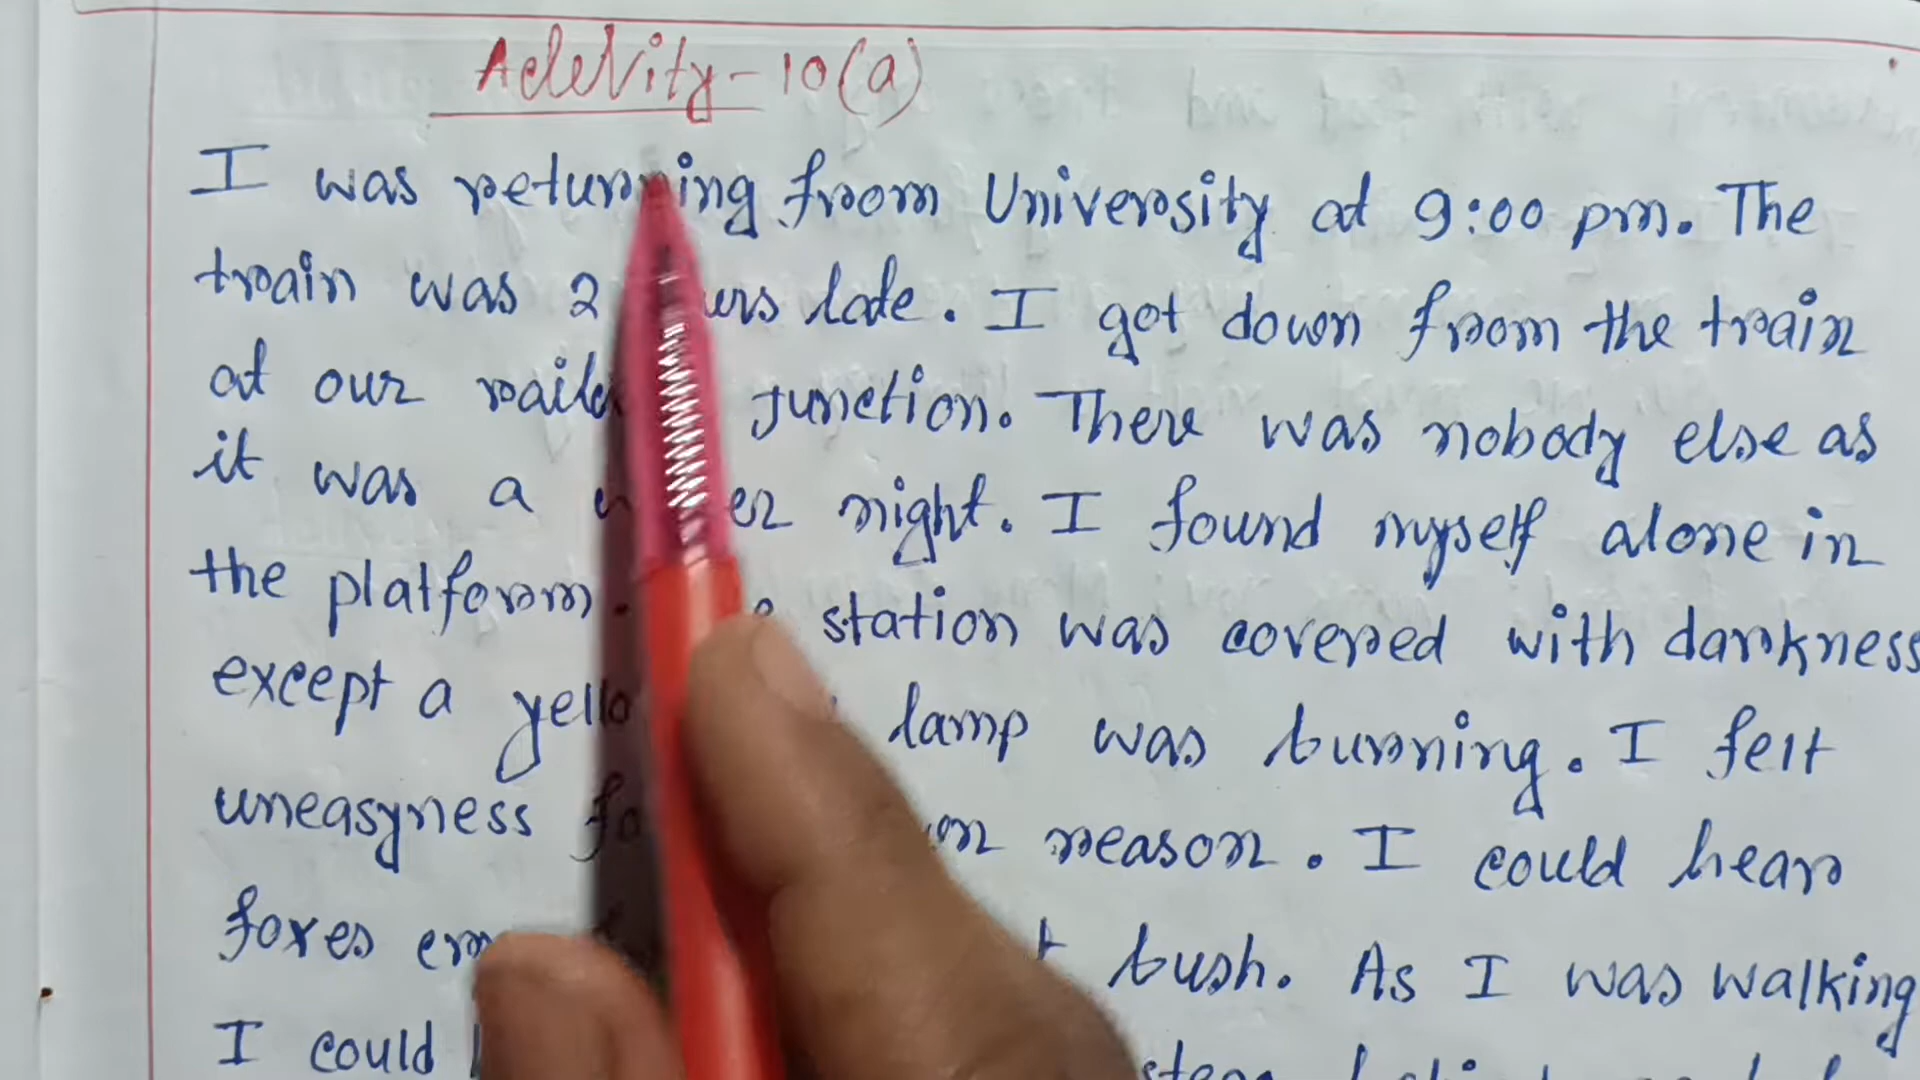 Activity-10(a)
I was returning from University at 9:00 pm. The
train was 2 late. I got down from the train
at our junction. There was nobody else as
it was a night. I found myself alone in
the platform. station was covered with darkness
except a lamp was burning. I felt
uneasyness reason. I could hear
foxes bush. As I was walking
I could